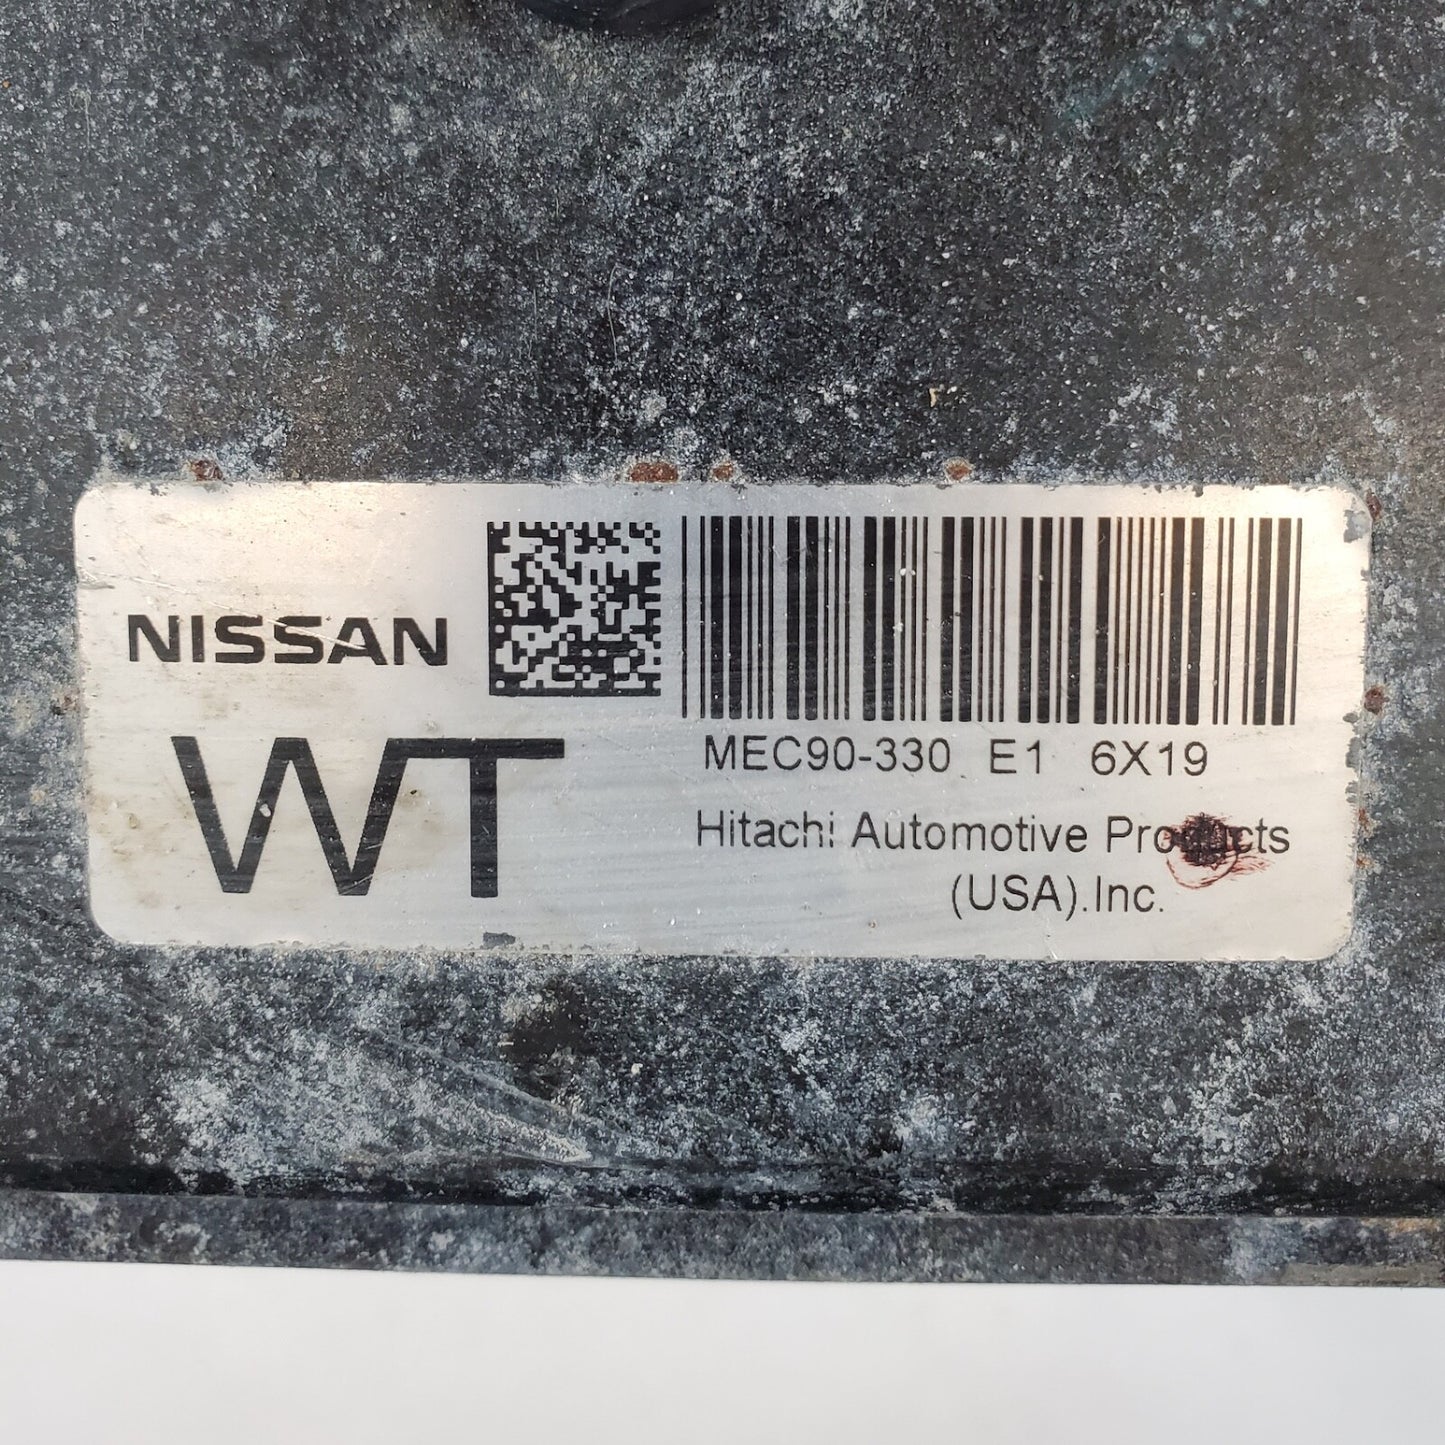 NISSAN
WT
MEC90-330 E1 6X19
Hitachi Automotive Products
(USA).Inc.